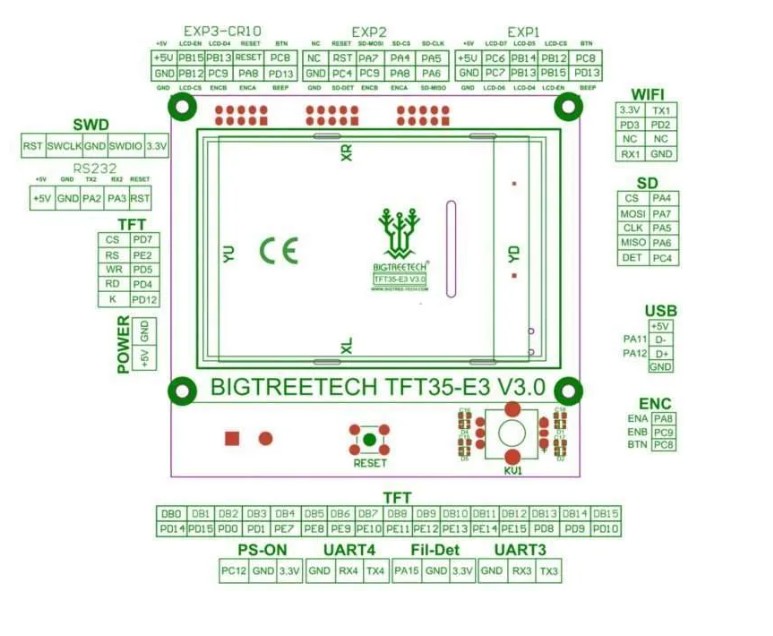 EXP3-CR10 EXP2 EXP1
+5V LCD-EN LCD-D4 RESET BTN NC RESET SD-MOSI SD-CS SD-CLK +5V LCD-D7 LCD-D5 LCD-CS BTN
+5V PB15 PB13 RESET PC8 NC RST PA7 PA4 PA5 +5V PC6 PB14 PB12 PC8
GND PB12 PC9 PA8 PD13 GND PC4 PC9 PA8 PA6 GND PC7 PB13 PB15 PD13
GND LCD-CS ENCB ENCA BEEP GND SD-DET ENCB ENCA SD-MISO GND LCD-D6 LCD-D4 LCD-EN BEEP
WIFI
3.3V TX1
PD3 PD2
NC NC
RX1 GND
SWD
RST SWCLK GND SWDIO 3.3V
RS232
+5V GND TX2 RX2 RESET
+5V GND PA2 PA3 RST
SD
CS PA4
MOSI PA7
CLK PA5
MISO PA6
DET PC4
TFT
CS PD7
RS PE2
WR PD5
RD PD4
K PD12
XR
YU
CE
BIGTREETECH®
TFT35-E3 V3.0
WWW.BIGTREE-TECH.COM
YD
XL
USB
+5V
PA11 D-
PA12 D+
GND
POWER
+5V GND
BIGTREETECH TFT35-E3 V3.0
ENC
ENA PA8
ENB PC9
BTN PC8
RESET
D4
D5
D1
D2
KV1
TFT
DB0 DB1 DB2 DB3 DB4 DB5 DB6 DB7 DB8 DB9 DB10 DB11 DB12 DB13 DB14 DB15
PD14 PD15 PD0 PD1 PE7 PE8 PE9 PE10 PE11 PE12 PE13 PE14 PE15 PD8 PD9 PD10
PS-ON UART4 Fil-Det UART3
PC12 GND 3.3V GND RX4 TX4 PA15 GND 3.3V GND RX3 TX3